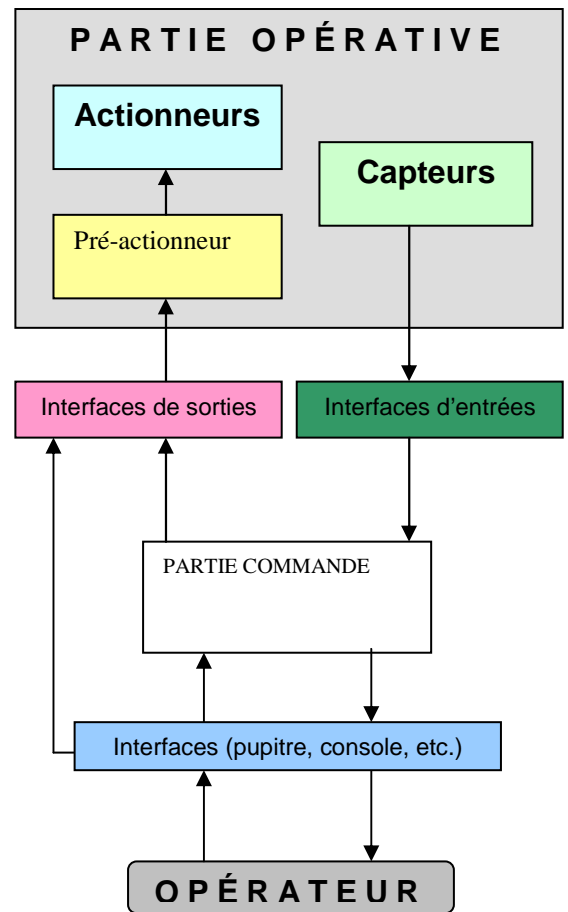 PARTIE OPÉRATIVE
Actionneurs
Capteurs
Pré-actionneur
Interfaces de sorties
Interfaces d'entrées
PARTIE COMMANDE
Interfaces (pupitre, console, etc.)
OPÉRATEUR